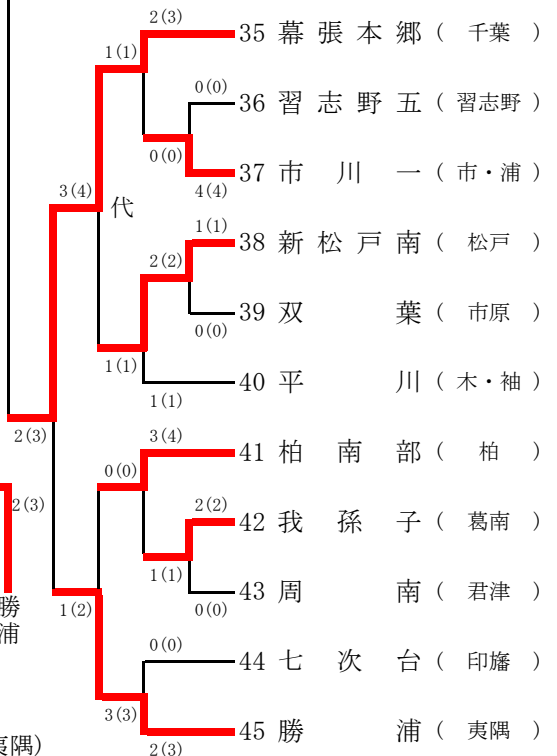 2(3)
35 幕張本郷 （ 千葉 ）
1(1)
0(0)
36 習志野五 （ 習志野 ）
0(0)
37 市川一 （ 市・浦 ）
4(4)
3(4)
代
1(1)
38 新松戸南 （ 松戸 ）
2(2)
39 双葉 （ 市原 ）
0(0)
1(1)
40 平川 （ 木・袖 ）
1(1)
2(3)
3(4)
41 柏南部 （ 柏 ）
0(0)
2(3)
2(2)
42 我孫子 （ 葛南 ）
1(1)
43 周南 （ 君津 ）
0(0)
勝浦
1(2)
0(0)
44 七次台 （ 印旛 ）
3(3)
45 勝浦 （ 夷隅 ）
2(3)
夷隅）